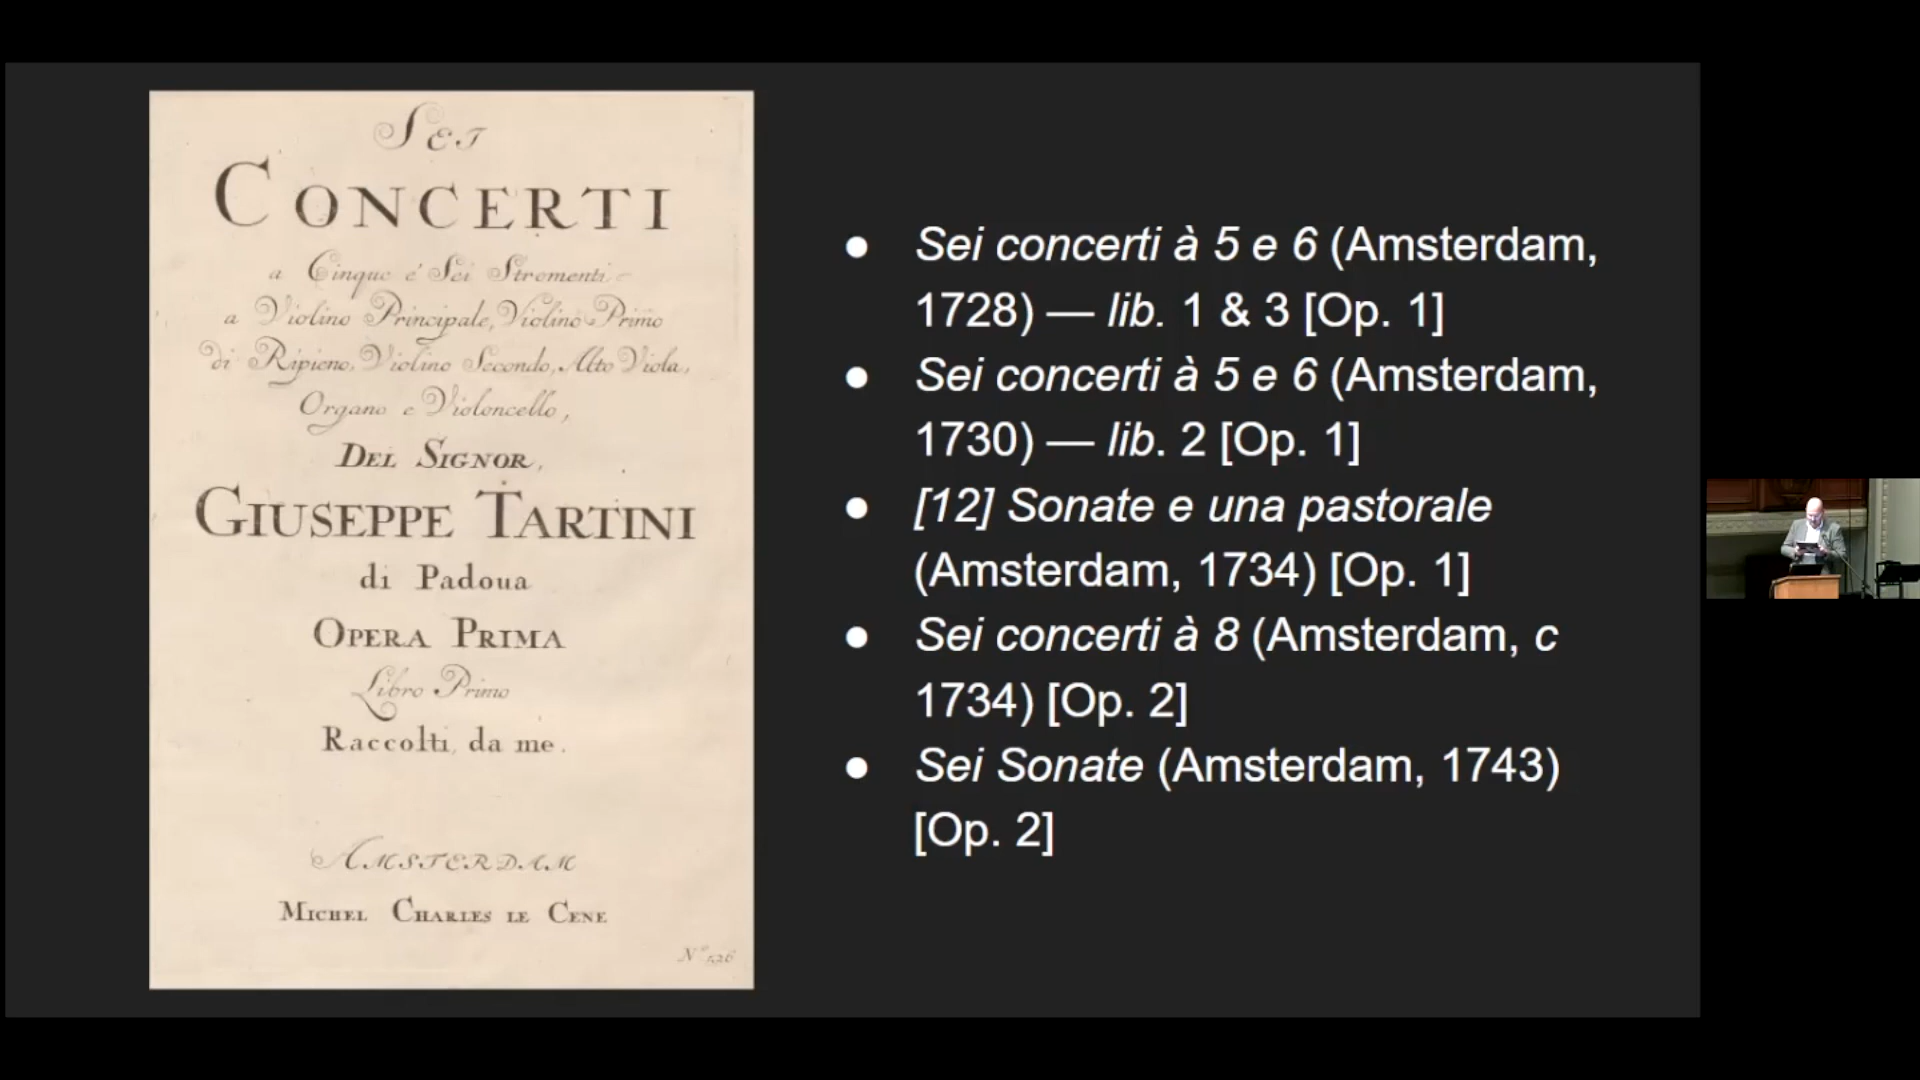 SEI
CONCERTI
a Cinque e Sei Stromenti
a Violino Principale, Violino Primo
di Ripieno, Violino Secondo, Alto Viola,
Organo e Violoncello,
DEL SIGNOR,
GIUSEPPE TARTINI
di Padoua
OPERA PRIMA
Libro Primo
Raccolti, da me.
AMSTERDAM
MICHEL CHARLES LE CENE
N.º 526
● Sei concerti à 5 e 6 (Amsterdam,
1728) — lib. 1 & 3 [Op. 1]
● Sei concerti à 5 e 6 (Amsterdam,
1730) — lib. 2 [Op. 1]
● [12] Sonate e una pastorale
(Amsterdam, 1734) [Op. 1]
● Sei concerti à 8 (Amsterdam, c
1734) [Op. 2]
● Sei Sonate (Amsterdam, 1743)
[Op. 2]